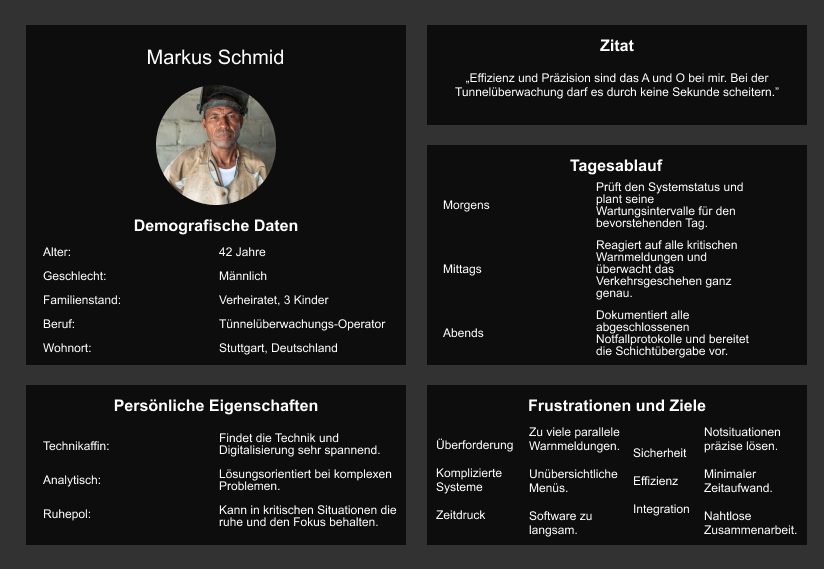 Markus Schmid
Demografische Daten
Alter: 42 Jahre
Geschlecht: Männlich
Familienstand: Verheiratet, 3 Kinder
Beruf: Tünnelüberwachungs-Operator
Wohnort: Stuttgart, Deutschland
Zitat
„Effizienz und Präzision sind das A und O bei mir. Bei der
Tunnelüberwachung darf es durch keine Sekunde scheitern.”
Tagesablauf
Morgens
Prüft den Systemstatus und
plant seine
Wartungsintervalle für den
bevorstehenden Tag.
Mittags
Reagiert auf alle kritischen
Warnmeldungen und
überwacht das
Verkehrsgeschehen ganz
genau.
Abends
Dokumentiert alle
abgeschlossenen
Notfallprotokolle und bereitet
die Schichtübergabe vor.
Persönliche Eigenschaften
Technikaffin:
Findet die Technik und
Digitalisierung sehr spannend.
Analytisch:
Lösungsorientiert bei komplexen
Problemen.
Ruhepol:
Kann in kritischen Situationen die
ruhe und den Fokus behalten.
Frustrationen und Ziele
Überforderung
Zu viele parallele
Warnmeldungen.
Komplizierte
Systeme
Unübersichtliche
Menüs.
Zeitdruck
Software zu
langsam.
Sicherheit
Notsituationen
präzise lösen.
Effizienz
Minimaler
Zeitaufwand.
Integration
Nahtlose
Zusammenarbeit.